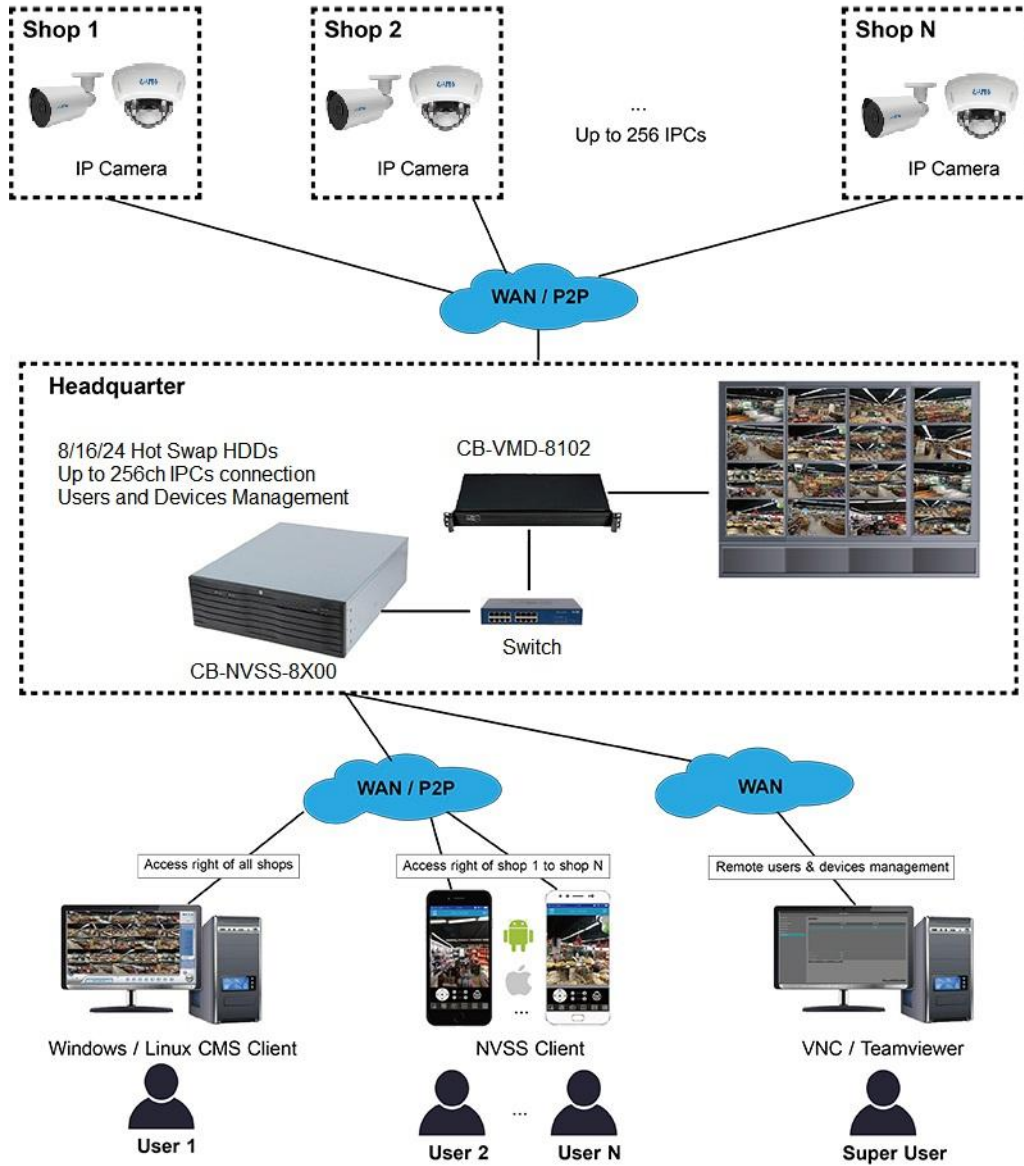 Shop 1
Shop 2
Shop N
...
Up to 256 IPCs
IP Camera
IP Camera
IP Camera
WAN / P2P
Headquarter
8/16/24 Hot Swap HDDs
Up to 256ch IPCs connection
Users and Devices Management
CB-VMD-8102
Switch
CB-NVSS-8X00
WAN / P2P
WAN
Access right of all shops
Access right of shop 1 to shop N
Remote users & devices management
...
Windows / Linux CMS Client
NVSS Client
VNC / Teamviewer
...
User 1
User 2
User N
Super User